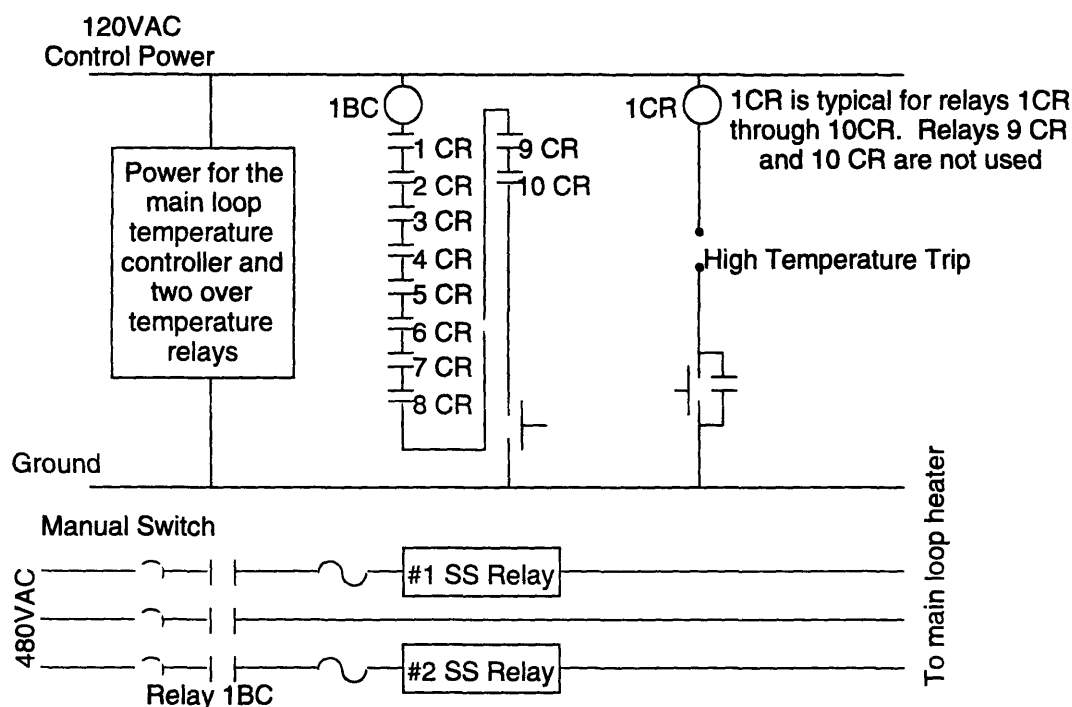 120VAC
Control Power
1BC
1 CR
2 CR
3 CR
4 CR
5 CR
6 CR
7 CR
8 CR
9 CR
10 CR
1CR
1CR is typical for relays 1CR
through 10CR. Relays 9 CR
and 10 CR are not used
Power for the
main loop
temperature
controller and
two over
temperature
relays
High Temperature Trip
Ground
Manual Switch
480VAC
#1 SS Relay
#2 SS Relay
Relay 1BC
To main loop heater